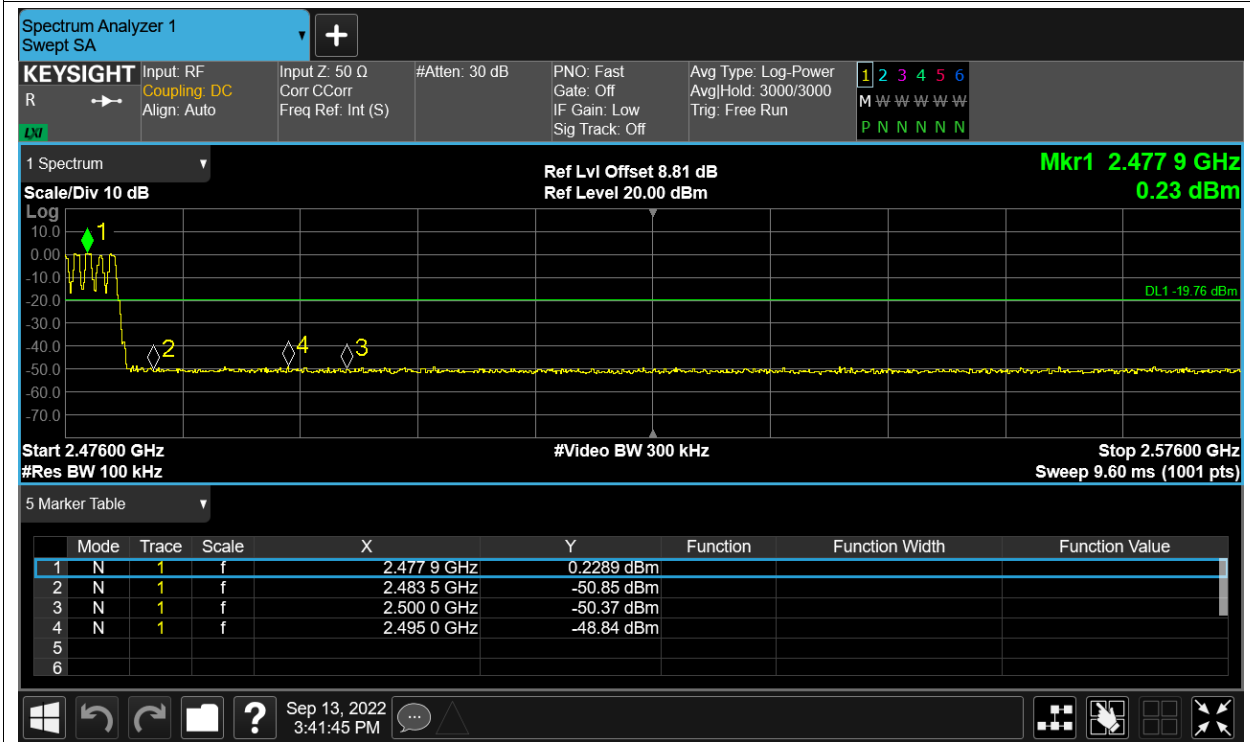 Spectrum Analyzer 1
Swept SA
KEYSIGHT
R
LXI
Input: RF
Coupling: DC
Align: Auto
Input Z: 50 Ω
Corr CCorr
Freq Ref: Int (S)
#Atten: 30 dB
PNO: Fast
Gate: Off
IF Gain: Low
Sig Track: Off
Avg Type: Log-Power
Avg|Hold: 3000/3000
Trig: Free Run
1 2 3 4 5 6
M W W W W W
P N N N N N
1 Spectrum
Scale/Div 10 dB
Ref Lvl Offset 8.81 dB
Ref Level 20.00 dBm
Mkr1 2.477 9 GHz
0.23 dBm
Log
10.0
0.00
-10.0
-20.0
-30.0
-40.0
-50.0
-60.0
-70.0
1
2
4
3
DL1 -19.76 dBm
Start 2.47600 GHz
#Video BW 300 kHz
Stop 2.57600 GHz
#Res BW 100 kHz
Sweep 9.60 ms (1001 pts)
5 Marker Table
Mode Trace Scale X Y Function Function Width Function Value
1 N 1 f 2.477 9 GHz 0.2289 dBm
2 N 1 f 2.483 5 GHz -50.85 dBm
3 N 1 f 2.500 0 GHz -50.37 dBm
4 N 1 f 2.495 0 GHz -48.84 dBm
5
6
?
Sep 13, 2022
3:41:45 PM